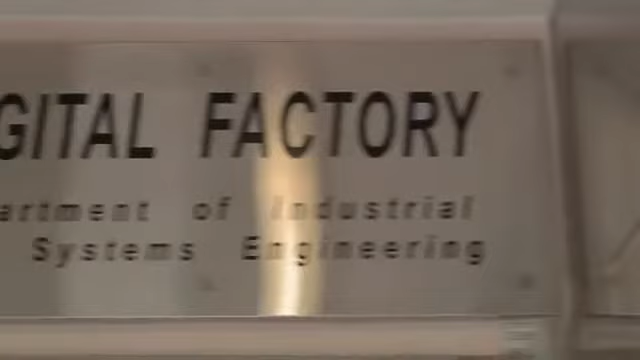 GITAL FACTORY
artment of Industrial
Systems Engineering